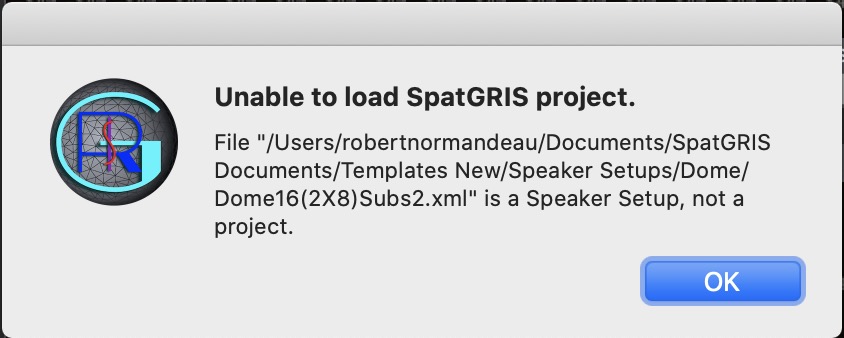 Unable to load SpatGRIS project.
File "/Users/robertnormandeau/Documents/SpatGRIS
Documents/Templates New/Speaker Setups/Dome/
Dome16(2X8)Subs2.xml" is a Speaker Setup, not a
project.
OK